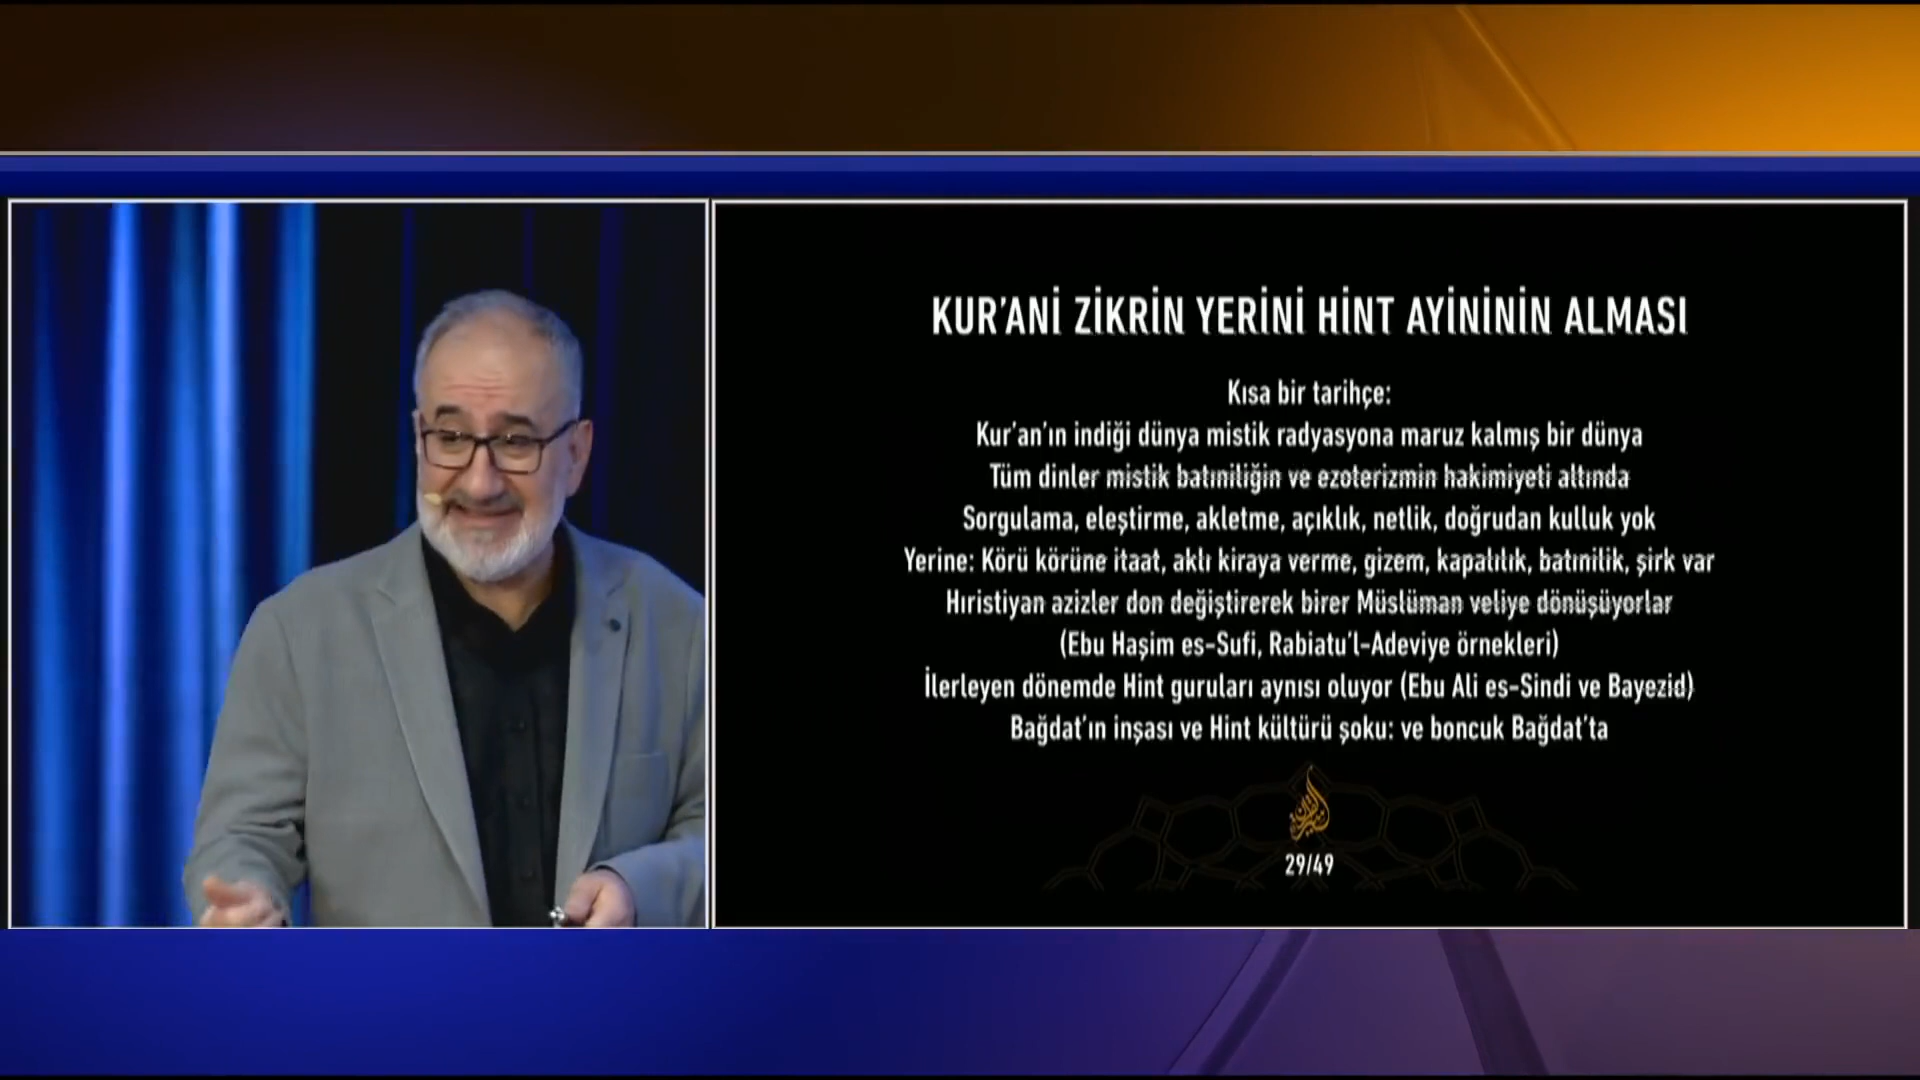 KUR'ANİ ZİKRİN YERİNİ HİNT AYİNİNİN ALMASI
Kısa bir tarihçe:
Kur'an'ın indiği dünya mistik radyasyona maruz kalmış bir dünya
Tüm dinler mistik batıniliğin ve ezoterizmin hakimiyeti altında
Sorgulama, eleştirme, akletme, açıklık, netlik, doğrudan kulluk yok
Yerine: Körü körüne itaat, aklı kiraya verme, gizem, kapalılık, batınilik, şirk var
Hıristiyan azizler don değiştirerek birer Müslüman veliye dönüşüyorlar
(Ebu Haşim es-Sufi, Rabiatu'l-Adeviye örnekleri)
İlerleyen dönemde Hint guruları aynısı oluyor (Ebu Ali es-Sindi ve Bayezid)
Bağdat'ın inşası ve Hint kültürü şoku: ve boncuk Bağdat'ta
29/49